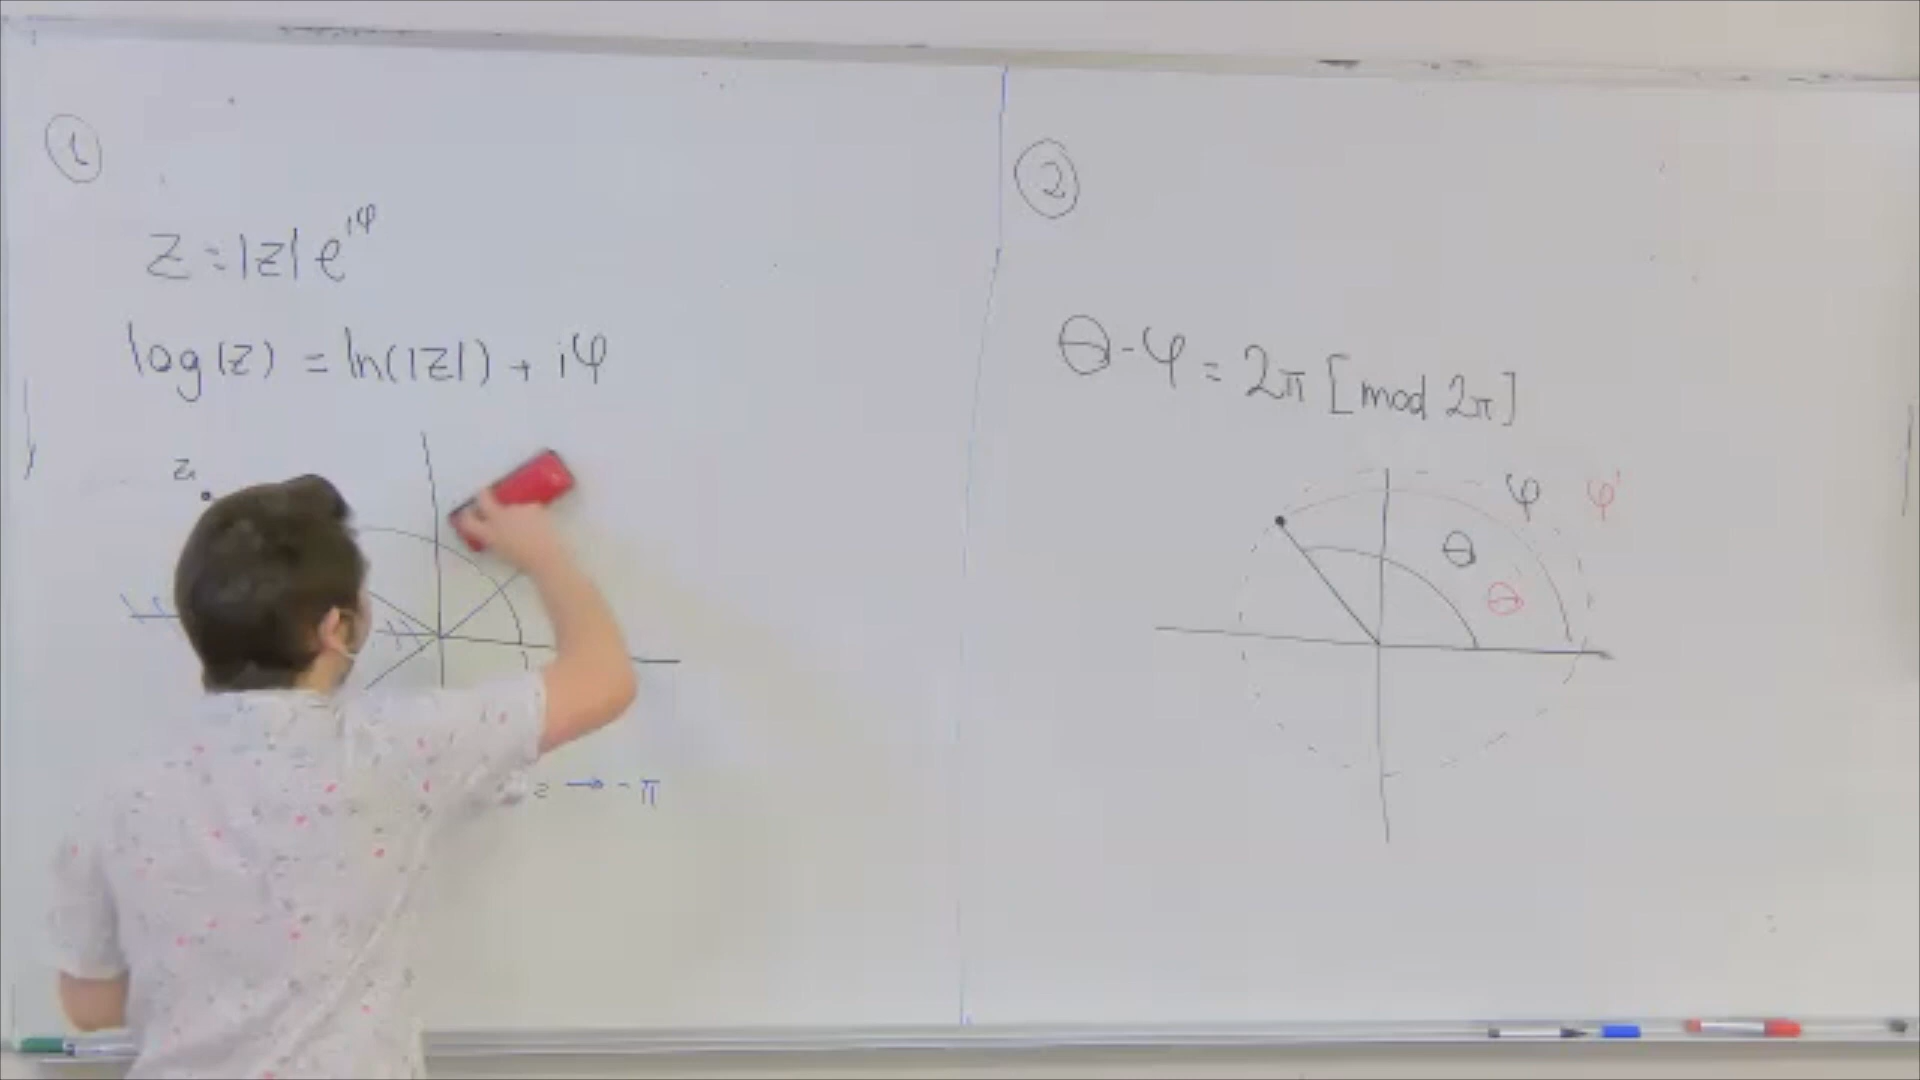 1
z = |z| e^{iφ}
log(z) = ln(|z|) + iφ
z
z → -π
2
θ - φ = 2π [mod 2π]
φ φ'
θ
θ